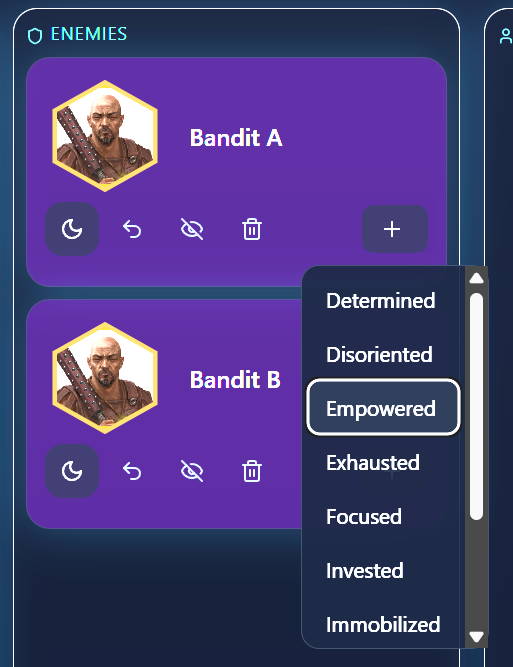 ENEMIES
Bandit A
Determined
Disoriented
Bandit B
Empowered
Exhausted
Focused
Invested
Immobilized